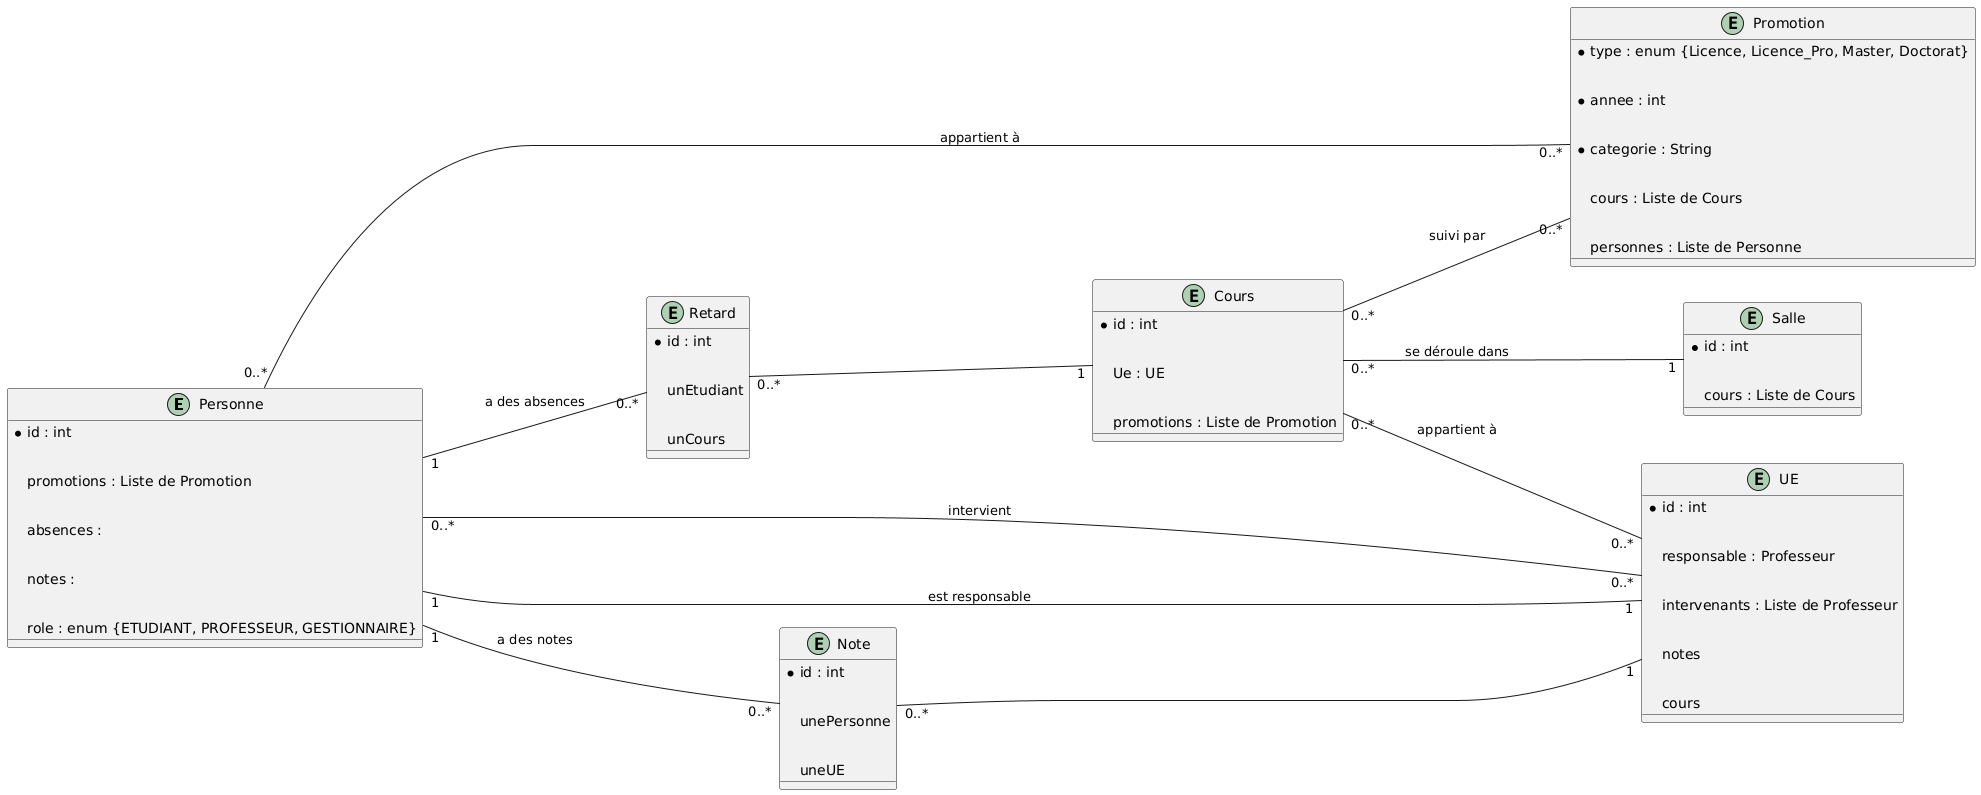 E Promotion
* type : enum {Licence, Licence_Pro, Master, Doctorat}
* annee : int
* categorie : String
cours : Liste de Cours
personnes : Liste de Personne
appartient à
0..*
0..*
suivi par
0..*
0..*
E Cours
* id : int
Ue : UE
promotions : Liste de Promotion
E Retard
* id : int
unEtudiant
unCours
0..*
1
E Salle
* id : int
cours : Liste de Cours
se déroule dans
0..*
1
E Personne
* id : int
promotions : Liste de Promotion
absences :
notes :
role : enum {ETUDIANT, PROFESSEUR, GESTIONNAIRE}
a des absences
1
0..*
appartient à
0..*
0..*
E UE
* id : int
responsable : Professeur
intervenants : Liste de Professeur
notes
cours
intervient
0..*
0..*
est responsable
1
1
a des notes
1
0..*
E Note
* id : int
unePersonne
uneUE
0..*
1